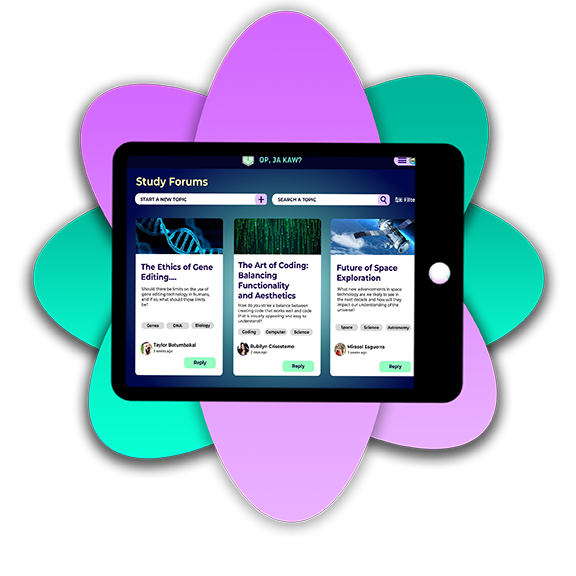 OP, JA KAW?
Study Forums
START A NEW TOPIC
SEARCH A TOPIC
Filte
The Ethics of Gene
Editing....
Should there be limits on the use of
gene editing technology in humans,
and if so, what should those limits
be?
Genes DNA Biology
Taylor Batumbakal
3 weeks ago
Reply
The Art of Coding:
Balancing
Functionality
and Aesthetics
How do you strike a balance between
creating code that works well and code
that is visually appealing and easy to
understand?
Coding Computer Science
Rubilyn Crisostomo
2 days ago
Reply
Future of Space
Exploration
What new advancements in space
technology are we likely to see in
the next decade and how will they
impact our understanding of the
universe?
Space Science Astronomy
Mirasol Esguerra
3 weeks ago
Reply